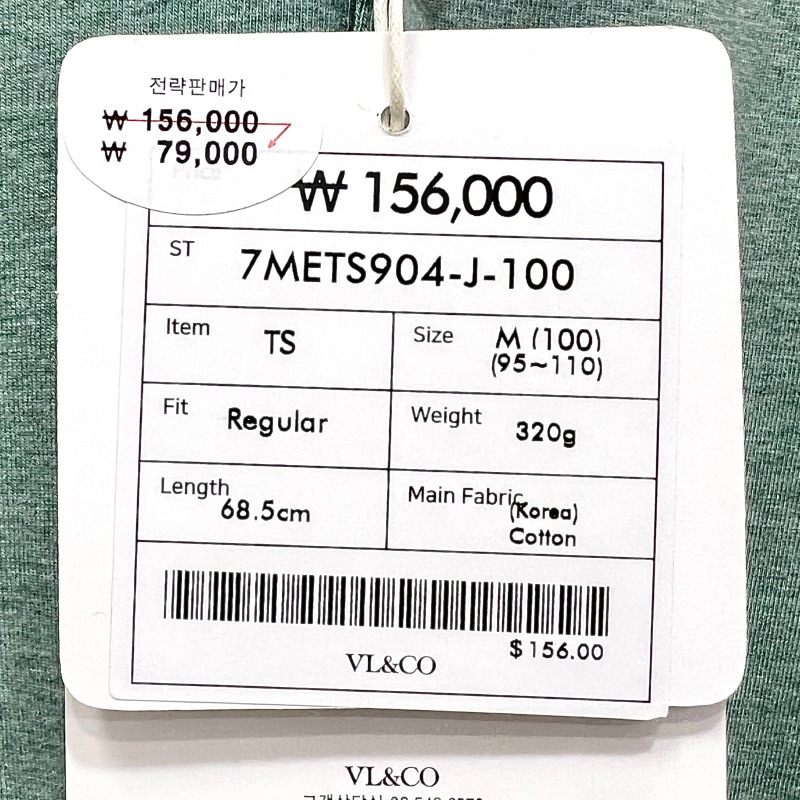 전략판매가
₩ 156,000
₩ 79,000
₩ 156,000
ST
7METS904-J-100
Item TS
Size M (100)
(95~110)
Fit Regular
Weight 320g
Length 68.5cm
Main Fabric (Korea)
Cotton
$156.00
VL&CO
VL&CO